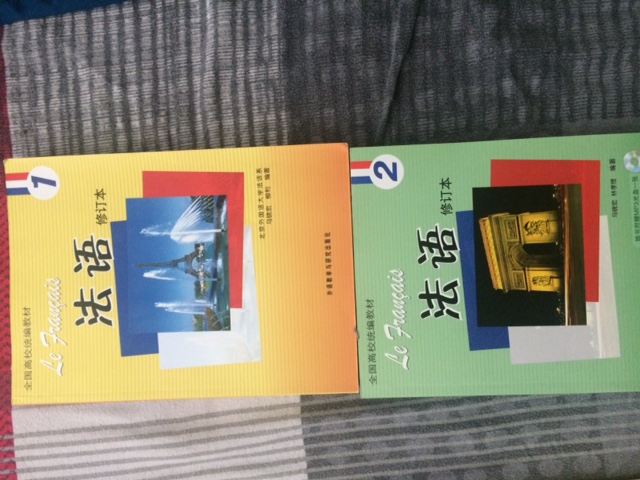 全国高校统编教材
1
Le Français
法语
修订本
北京外国语大学法语系
马晓宏 柳利 编著
外语教学与研究出版社
全国高校统编教材
2
Le Français
法语
修订本
马晓宏 林孝煜 编著